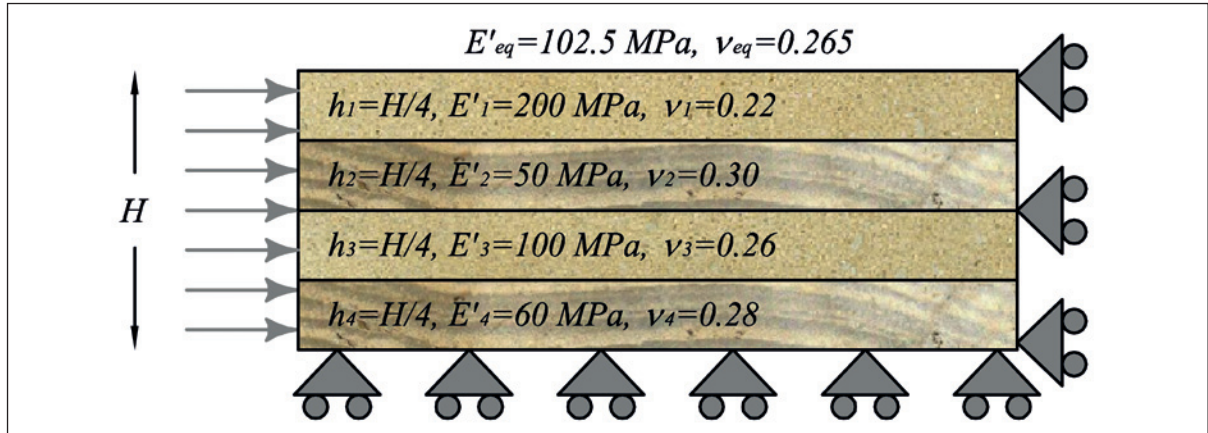 E'eq=102.5 MPa, νeq=0.265
h1=H/4, E'1=200 MPa, ν1=0.22
h2=H/4, E'2=50 MPa, ν2=0.30
H
h3=H/4, E'3=100 MPa, ν3=0.26
h4=H/4, E'4=60 MPa, ν4=0.28